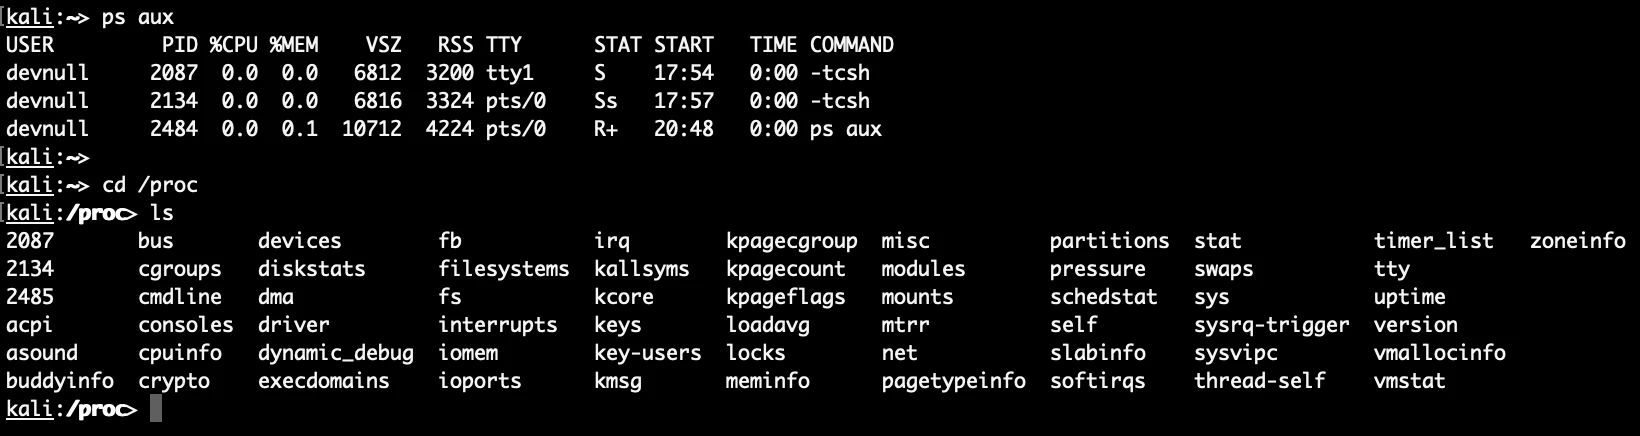 kali:~> ps aux
USER         PID %CPU %MEM    VSZ   RSS TTY      STAT START   TIME COMMAND
devnull     2087  0.0  0.0   6812  3200 tty1     S    17:54   0:00 -tcsh
devnull     2134  0.0  0.0   6816  3324 pts/0    Ss   17:57   0:00 -tcsh
devnull     2484  0.0  0.1  10712  4224 pts/0    R+   20:48   0:00 ps aux
kali:~>
kali:~> cd /proc
kali:/proc> ls
2087       bus       devices        fb           irq        kpagecgroup  misc          partitions  stat           timer_list   zoneinfo
2134       cgroups   diskstats      filesystems  kallsyms   kpagecount   modules       pressure    swaps          tty
2485       cmdline   dma            fs           kcore      kpageflags   mounts        schedstat   sys            uptime
acpi       consoles  driver         interrupts   keys       loadavg      mtrr          self        sysrq-trigger  version
asound     cpuinfo   dynamic_debug  iomem        key-users  locks        net           slabinfo    sysvipc        vmallocinfo
buddyinfo  crypto    execdomains    ioports      kmsg       meminfo      pagetypeinfo  softirqs    thread-self    vmstat
kali:/proc>